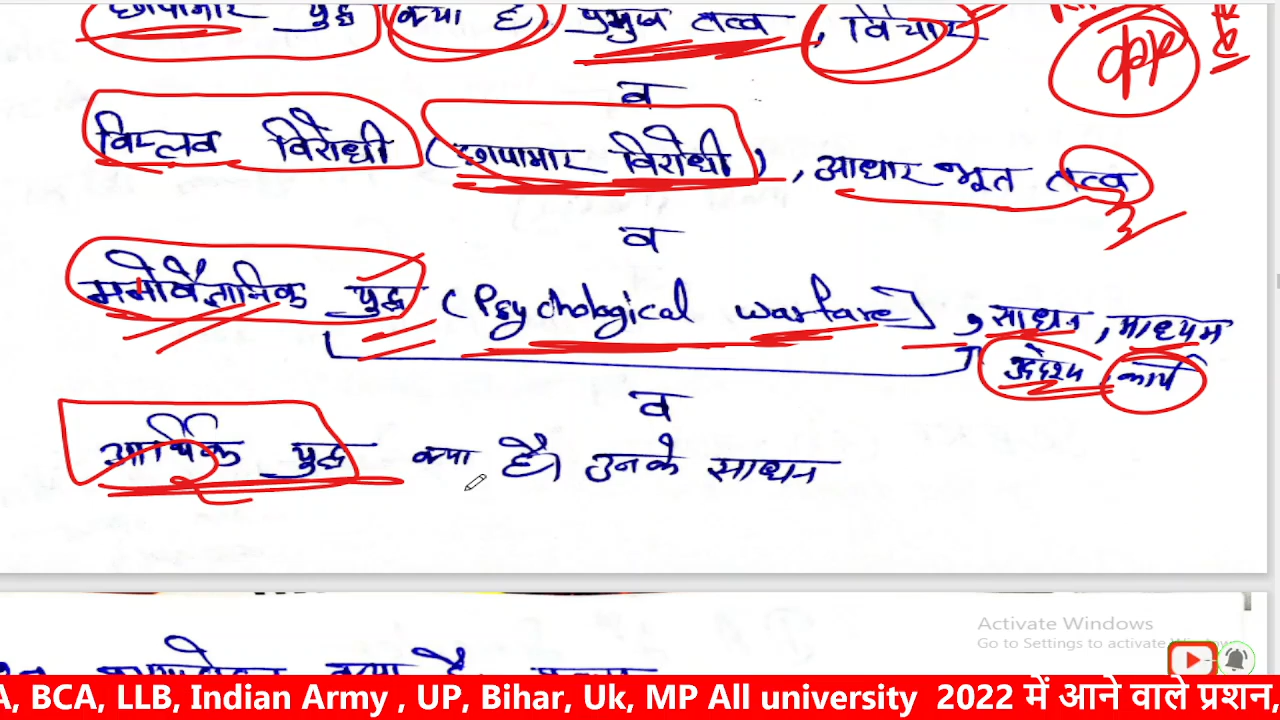 छापामार युद्ध क्या है, प्रमुख तत्व, विचार
opp
व
विप्लव विरोधी (छापामार विरोधी), आधार भूत तत्व
व
मनोवैज्ञानिक युद्ध (Psychological warfare), साधन, माध्यम
उद्देश्य, कार्य
व
आर्थिक युद्ध क्या है, उनके साधन
Activate Windows
Go to Settings to activate Windows.
A, BCA, LLB, Indian Army , UP, Bihar, Uk, MP All university 2022 में आने वाले प्रशन,